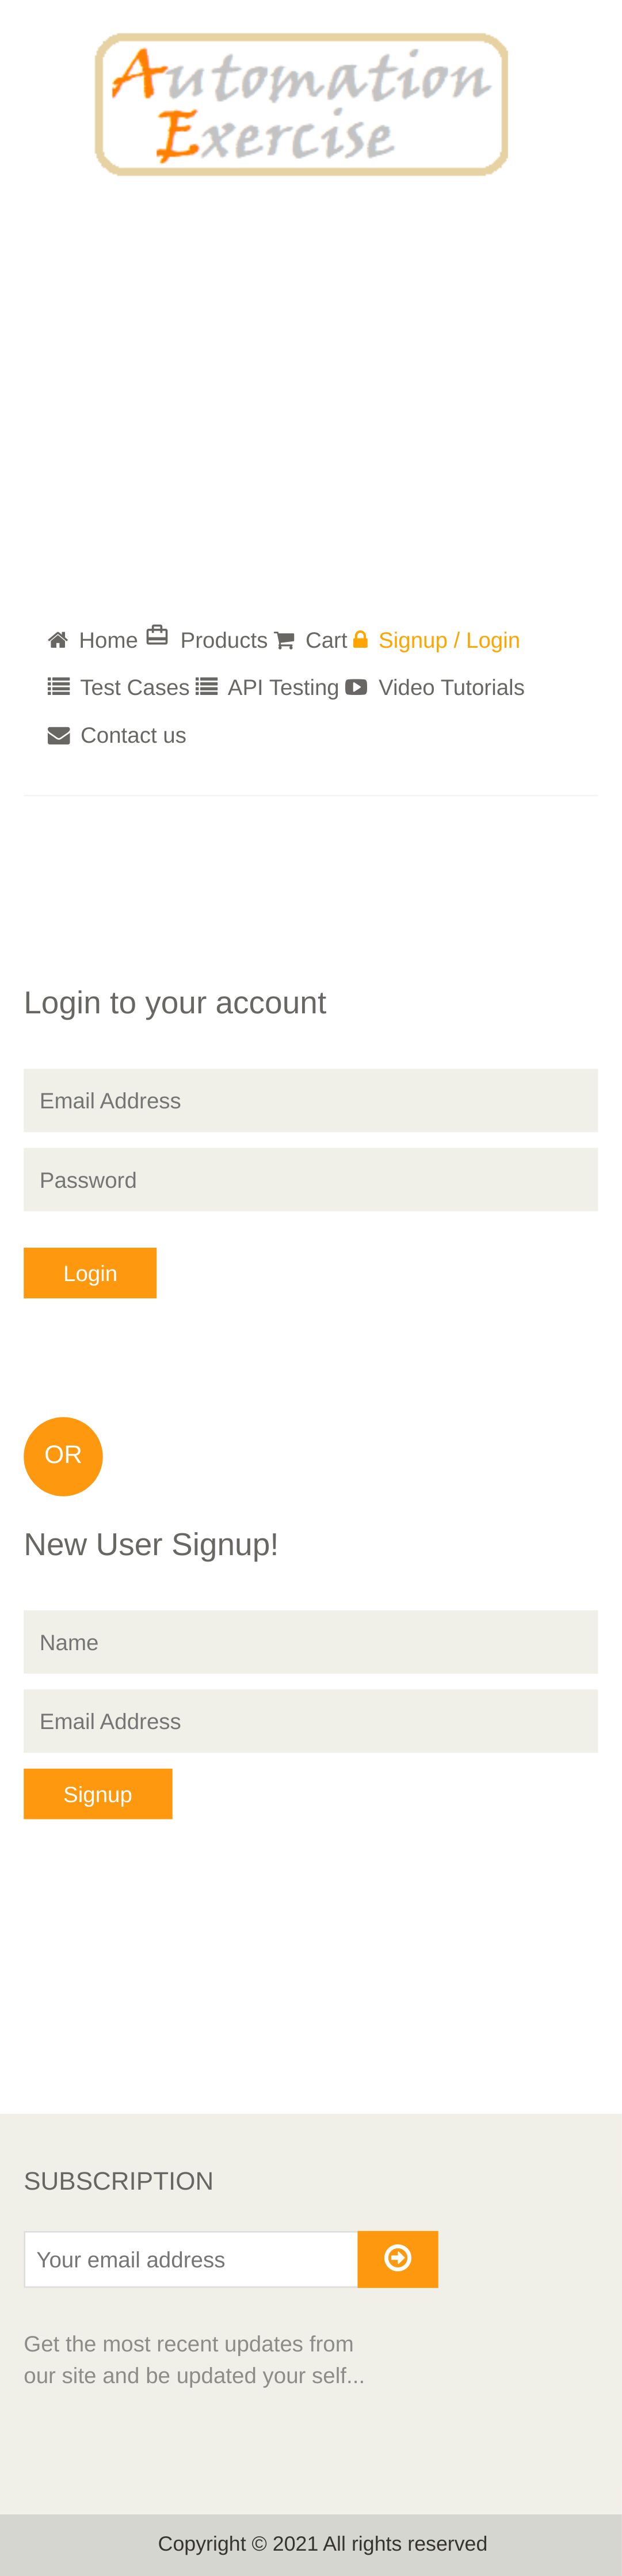 Automation
Exercise
Home Products Cart Signup / Login
Test Cases API Testing Video Tutorials
Contact us
Login to your account
Email Address
Password
Login
OR
New User Signup!
Name
Email Address
Signup
SUBSCRIPTION
Your email address
Get the most recent updates from
our site and be updated your self...
Copyright © 2021 All rights reserved